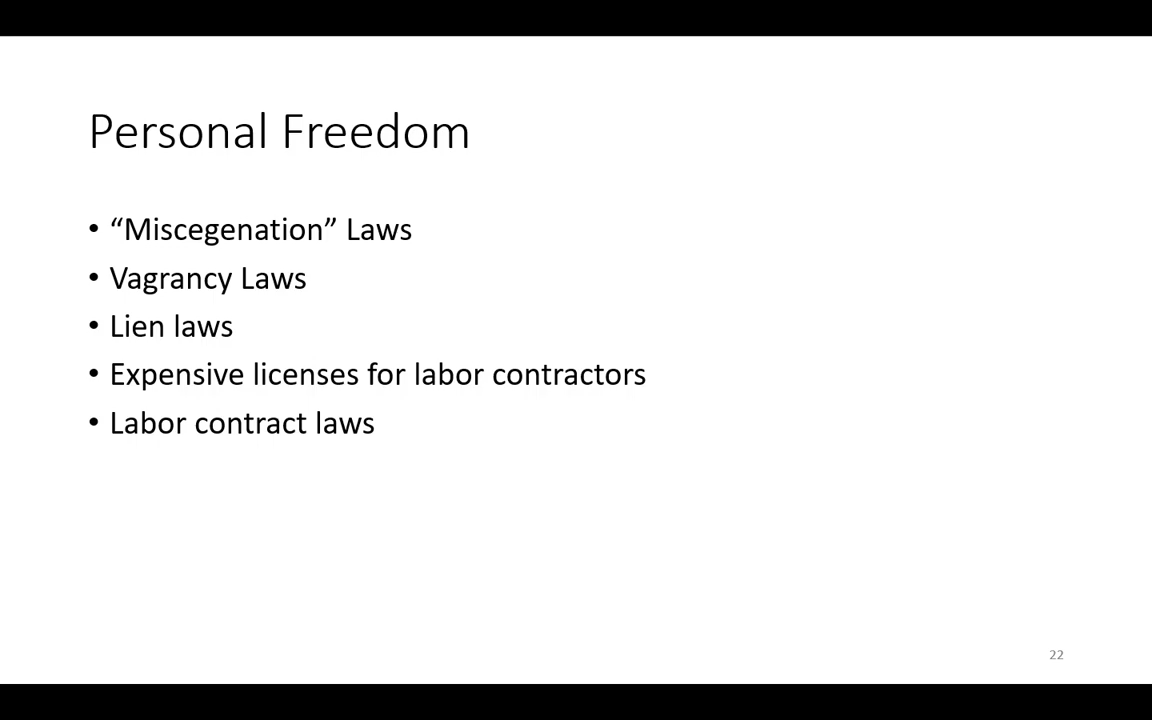 Personal Freedom
• “Miscegenation” Laws
• Vagrancy Laws
• Lien laws
• Expensive licenses for labor contractors
• Labor contract laws
22